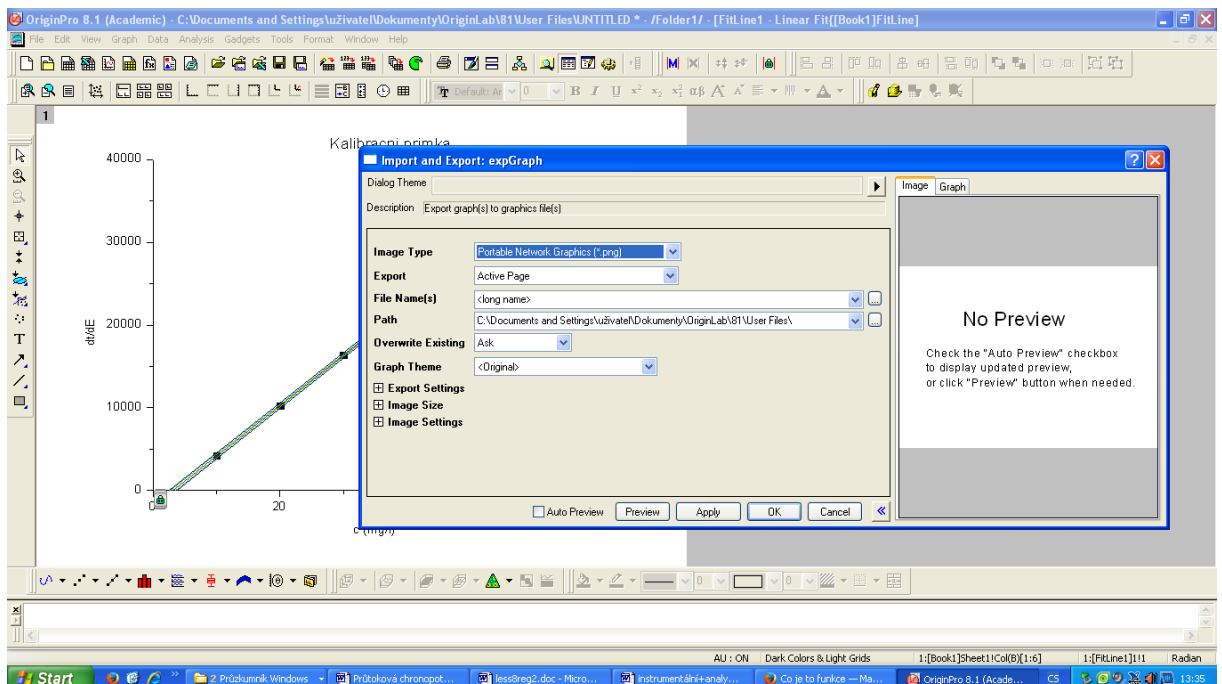 OriginPro 8.1 (Academic) - C:\Documents and Settings\uživatel\Dokumenty\OriginLab\81\User Files\UNTITLED * - /Folder1/ - [FitLine1 - Linear Fit{[Book1]FitLine]
File Edit View Graph Data Analysis Gadgets Tools Format Window Help
Default: Ar 0 B I U
1
Kalibracni primka
40000
30000
20000
10000
0
dt/dE
0 20
c (mg/l)
Import and Export: expGraph
Dialog Theme
Description Export graph(s) to graphics file(s)
Image Type Portable Network Graphics (*.png)
Export Active Page
File Name(s) <long name>
Path C:\Documents and Settings\uživatel\Dokumenty\OriginLab\81\User Files\
Overwrite Existing Ask
Graph Theme <Original>
Export Settings
Image Size
Image Settings
Auto Preview Preview Apply OK Cancel
Image Graph
No Preview
Check the "Auto Preview" checkbox
to display updated preview,
or click "Preview" button when needed.
T
0 0
AU : ON Dark Colors & Light Grids 1:[Book1]Sheet1!Col(B)[1:6] 1:[FitLine1]1!1 Radian
Start 2 Průzkumník Windows Průtoková chronopot... less8reg2.doc - Micro... instrumentální+analy... Co je to funkce — Ma... OriginPro 8.1 (Acade... CS 13:35